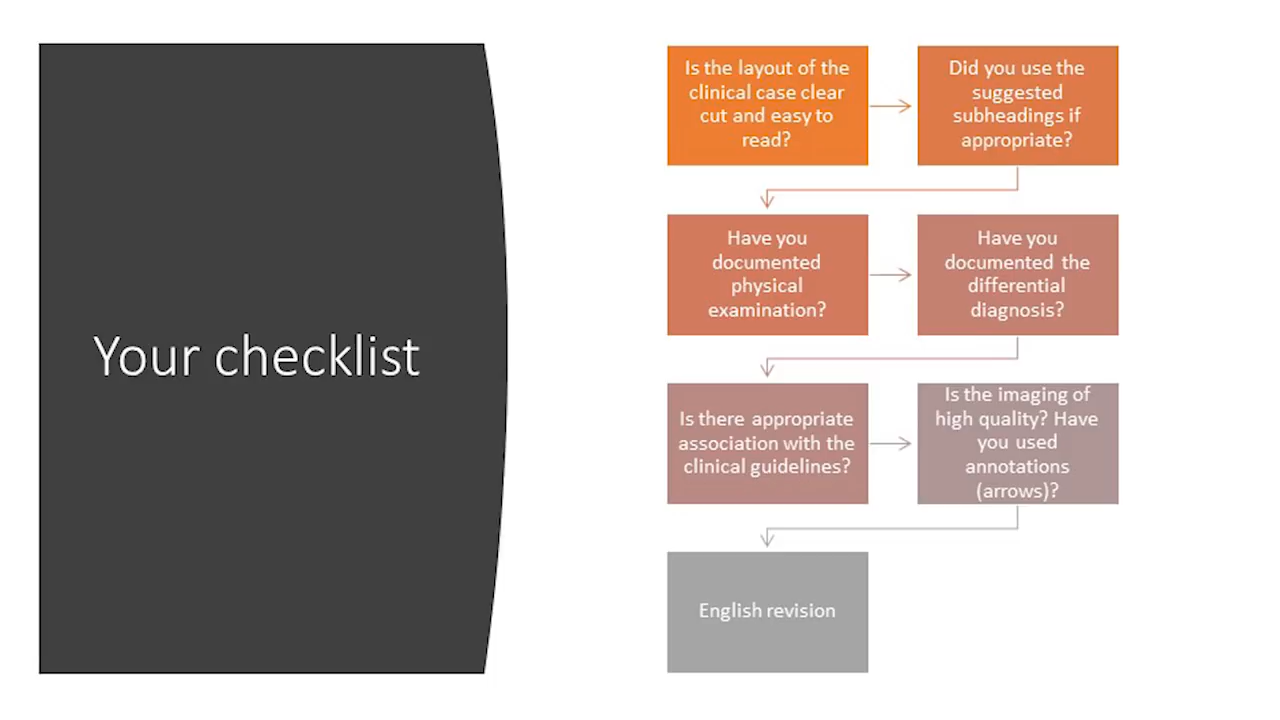 Your checklist
Is the layout of the
clinical case clear
cut and easy to
read?
Did you use the
suggested
subheadings if
appropriate?
Have you
documented
physical
examination?
Have you
documented the
differential
diagnosis?
Is there appropriate
association with the
clinical guidelines?
Is the imaging of
high quality? Have
you used
annotations
(arrows)?
English revision